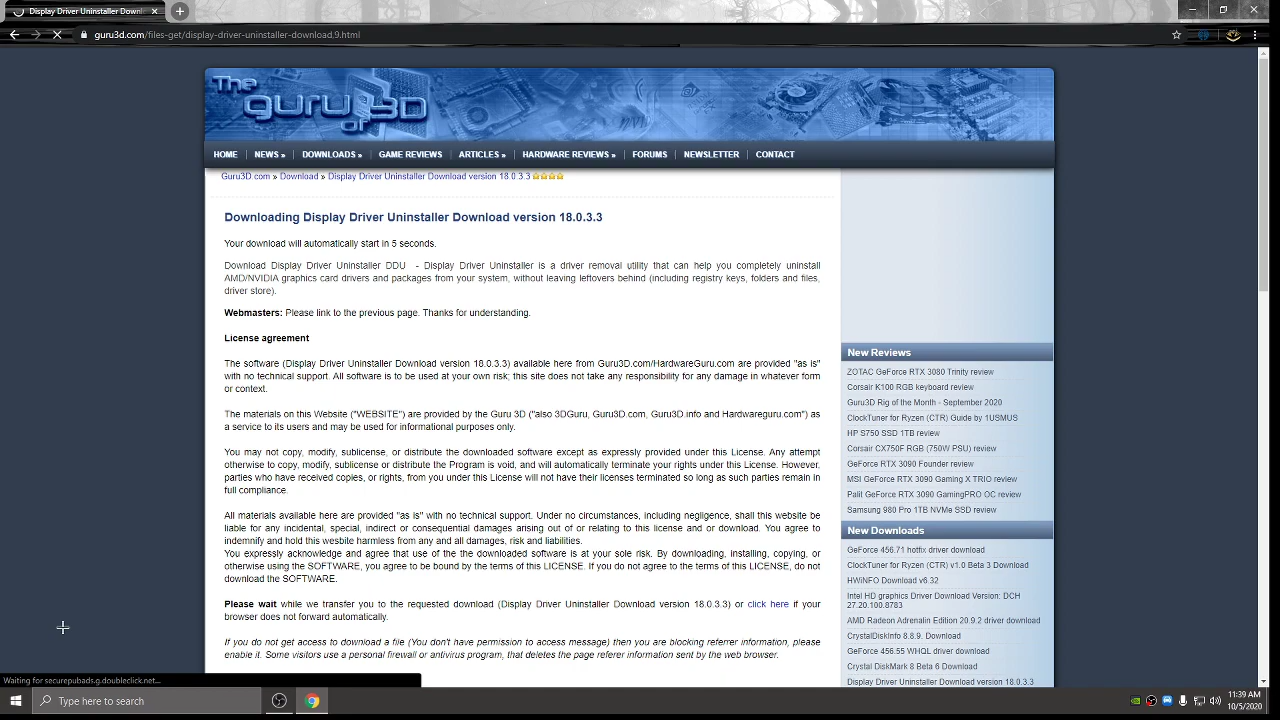 Display Driver Uninstaller Downl
guru3d.com/files-get/display-driver-uninstaller-download,9.html
The
guru
of
3D
HOME
NEWS »
DOWNLOADS »
GAME REVIEWS
ARTICLES »
HARDWARE REVIEWS »
FORUMS
NEWSLETTER
CONTACT
Guru3D.com » Download » Display Driver Uninstaller Download version 18.0.3.3
Downloading Display Driver Uninstaller Download version 18.0.3.3
Your download will automatically start in 5 seconds.
Download Display Driver Uninstaller DDU - Display Driver Uninstaller is a driver removal utility that can help you completely uninstall
AMD/NVIDIA graphics card drivers and packages from your system, without leaving leftovers behind (including registry keys, folders and files,
driver store).
Webmasters: Please link to the previous page. Thanks for understanding.
License agreement
The software (Display Driver Uninstaller Download version 18.0.3.3) available here from Guru3D.com/HardwareGuru.com are provided "as is"
with no technical support. All software is to be used at your own risk; this site does not take any responsibility for any damage in whatever form
or context.
The materials on this Website ("WEBSITE") are provided by the Guru 3D ("also 3DGuru, Guru3D.com, Guru3D.info and Hardwareguru.com") as
a service to its users and may be used for informational purposes only.
You may not copy, modify, sublicense, or distribute the downloaded software except as expressly provided under this License. Any attempt
otherwise to copy, modify, sublicense or distribute the Program is void, and will automatically terminate your rights under this License. However,
parties who have received copies, or rights, from you under this License will not have their licenses terminated so long as such parties remain in
full compliance.
All materials available here are provided "as is" with no technical support. Under no circumstances, including negligence, shall this website be
liable for any incidental, special, indirect or consequential damages arising out of or relating to this license and or download. You agree to
indemnify and hold this wesbite harmless from any and all damages, risk and liabilities.
You expressly acknowledge and agree that use of the the downloaded software is at your sole risk. By downloading, installing, copying, or
otherwise using the SOFTWARE, you agree to be bound by the terms of this LICENSE. If you do not agree to the terms of this LICENSE, do not
download the SOFTWARE.
Please wait while we transfer you to the requested download (Display Driver Uninstaller Download version 18.0.3.3) or click here if your
browser does not forward automatically.
If you do not get access to download a file (You don't have permission to access message) then you are blocking referrer information, please
enable it. Some visitors use a personal firewall or antivirus program, that deletes the page referer information sent by the web browser.
New Reviews
ZOTAC GeForce RTX 3080 Trinity review
Corsair K100 RGB keyboard review
Guru3D Rig of the Month - September 2020
ClockTuner for Ryzen (CTR) Guide by 1USMUS
HP S750 SSD 1TB review
Corsair CX750F RGB (750W PSU) review
GeForce RTX 3090 Founder review
MSI GeForce RTX 3090 Gaming X TRIO review
Palit GeForce RTX 3090 GamingPRO OC review
Samsung 980 Pro 1TB NVMe SSD review
New Downloads
GeForce 456.71 hotfix driver download
ClockTuner for Ryzen (CTR) v1.0 Beta 3 Download
HWiNFO Download v6.32
Intel HD graphics Driver Download Version: DCH
27.20.100.8783
AMD Radeon Adrenalin Edition 20.9.2 driver download
CrystalDiskInfo 8.8.9. Download
GeForce 456.55 WHQL driver download
Crystal DiskMark 8 Beta 6 Download
Display Driver Uninstaller Download version 18.0.3.3
Waiting for securepubads.g.doubleclick.net...
Type here to search
11:39 AM
10/5/2020